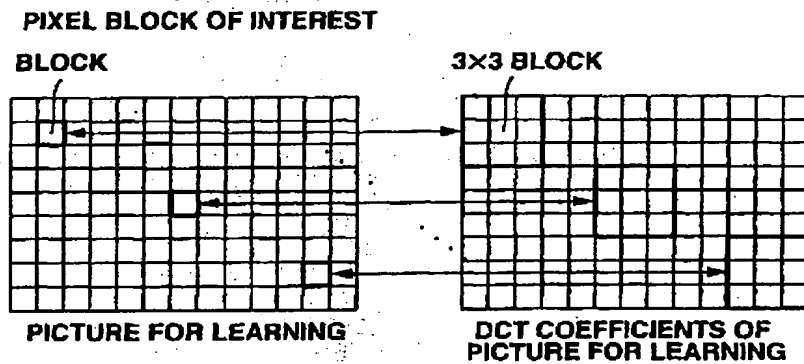 PIXEL BLOCK OF INTEREST
BLOCK
3×3 BLOCK
PICTURE FOR LEARNING
DCT COEFFICIENTS OF
PICTURE FOR LEARNING